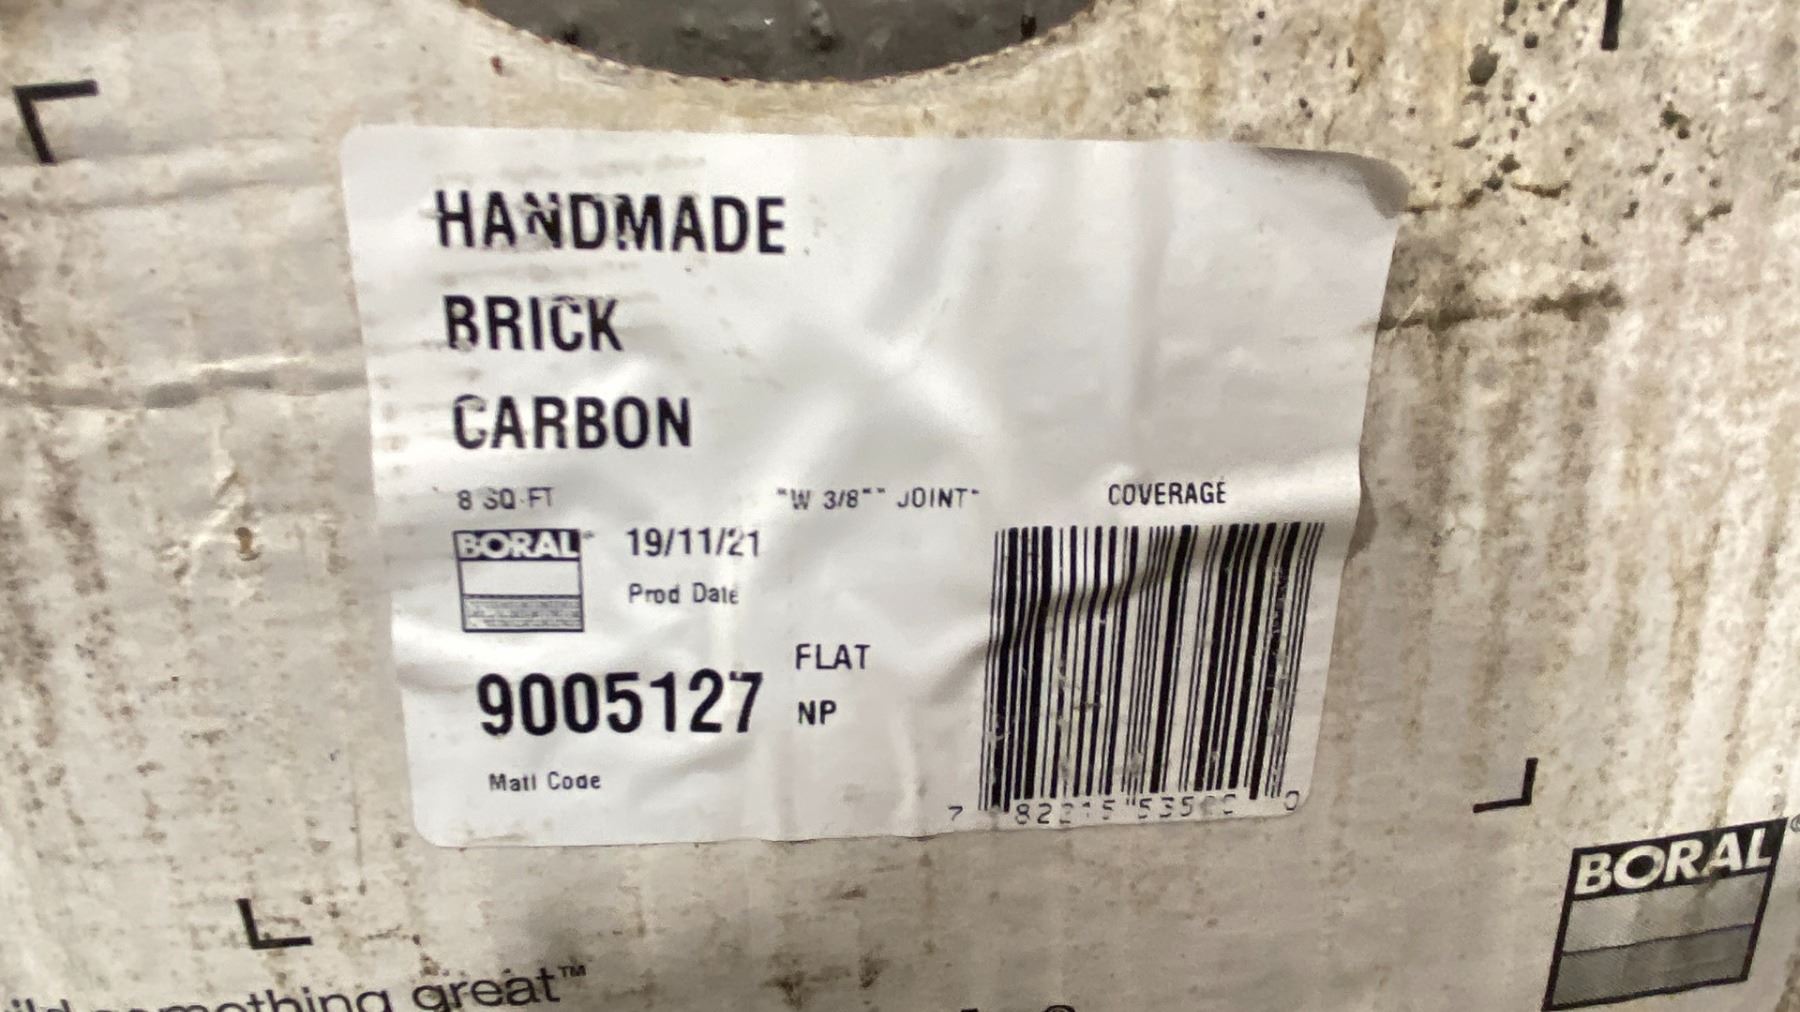 HANDMADE
BRICK
CARBON
8 SQ FT "W 3/8"" JOINT" COVERAGE
BORAL 19/11/21
Prod Date
FLAT
9005127 NP
Matl Code
BORAL®
something great™